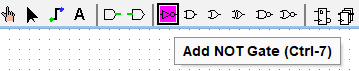 A
Add NOT Gate (Ctrl-7)